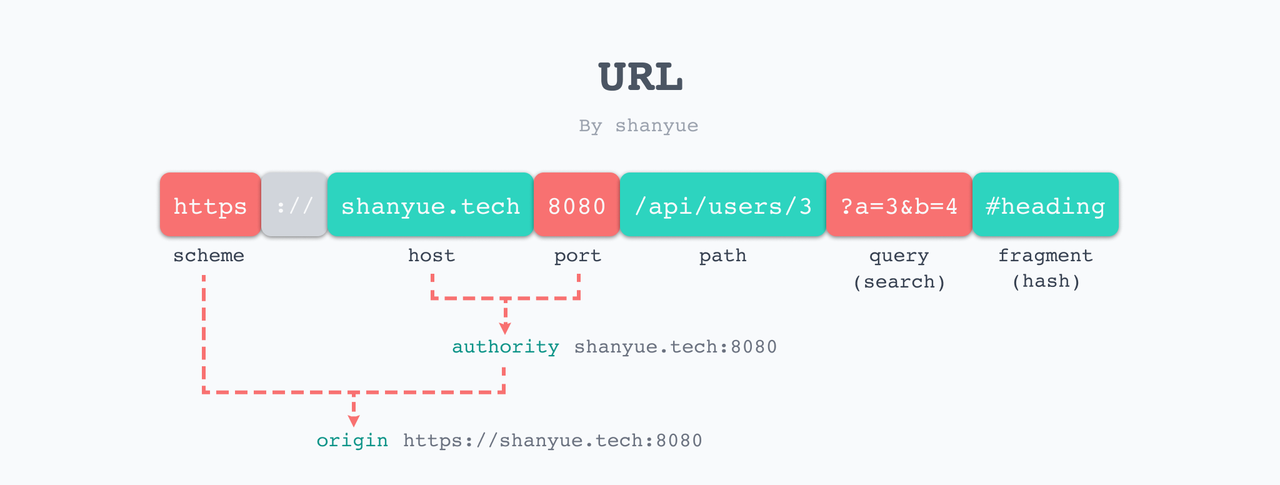 URL
By shanyue
https :// shanyue.tech 8080 /api/users/3 ?a=3&b=4 #heading
scheme host port path query fragment
(search) (hash)
authority shanyue.tech:8080
origin https://shanyue.tech:8080